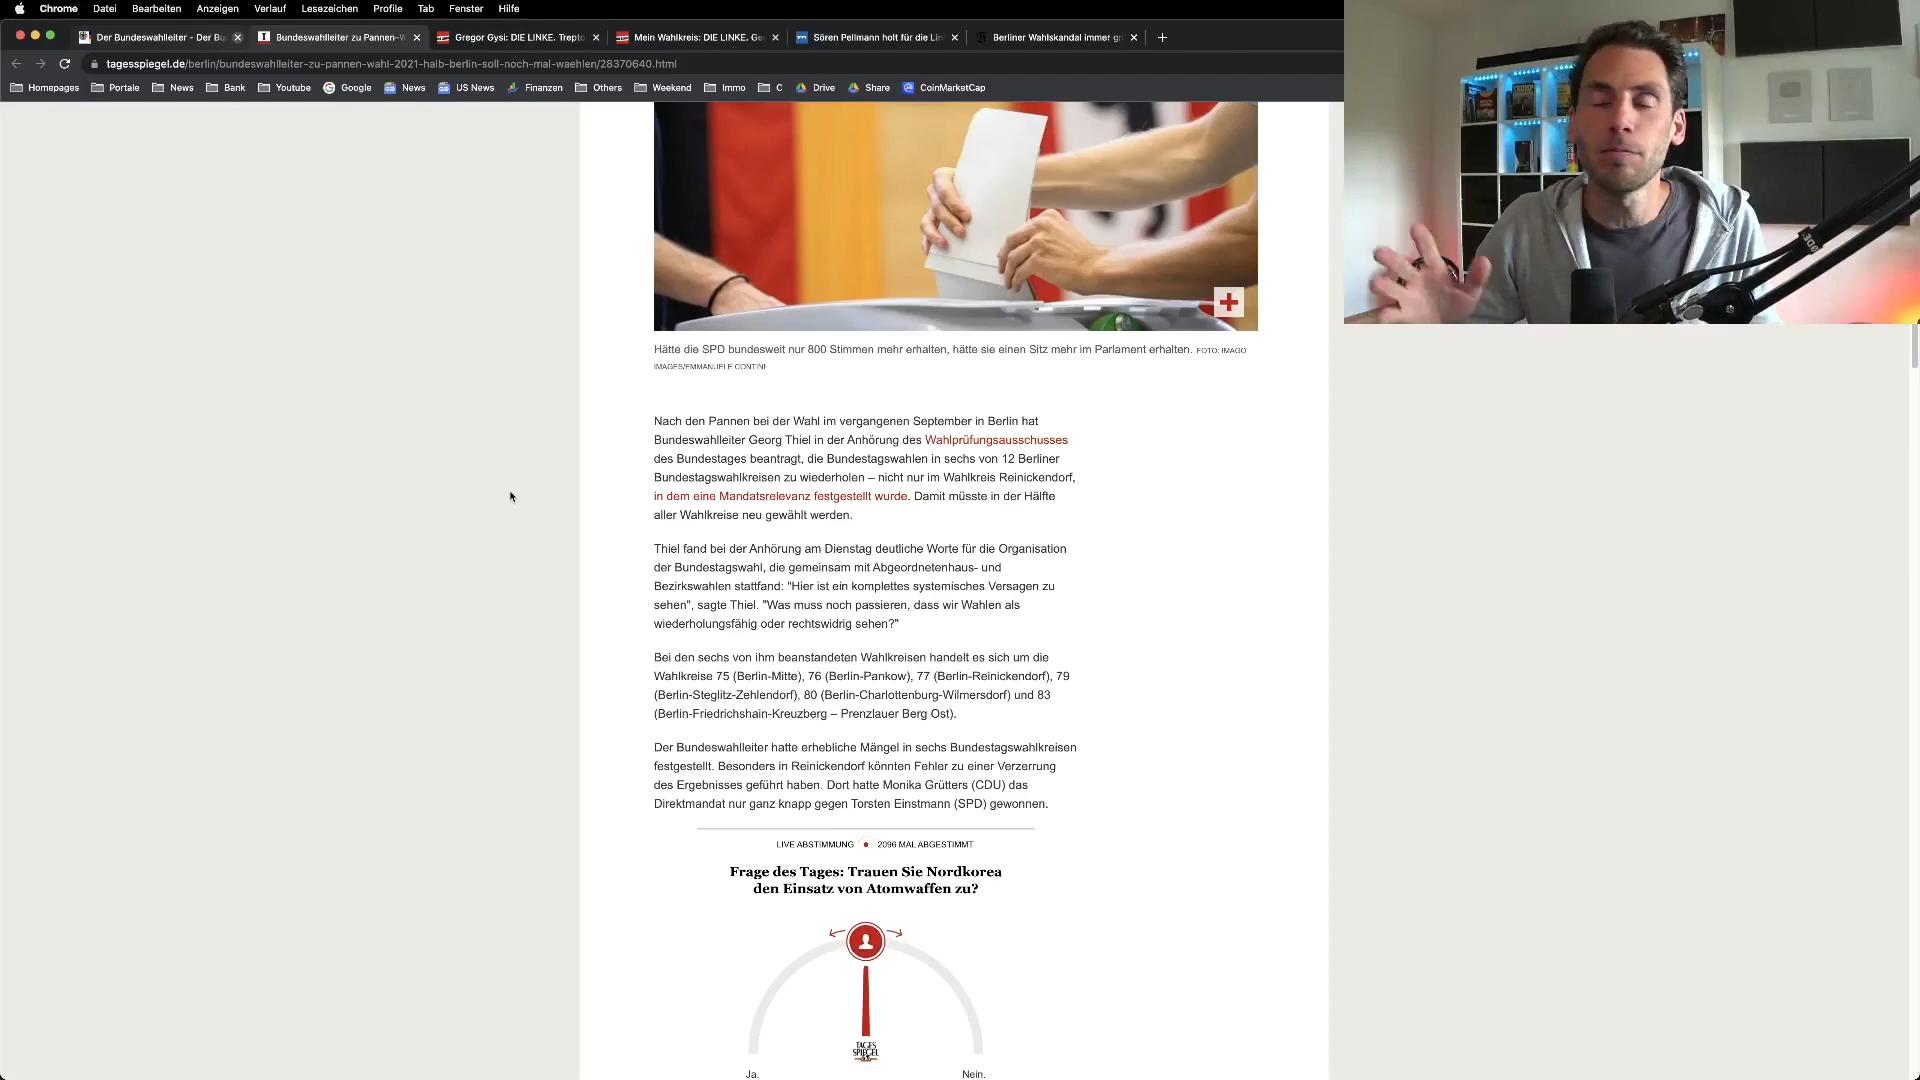 Chrome Datei Bearbeiten Anzeigen Verlauf Lesezeichen Profile Tab Fenster Hilfe
Der Bundeswahlleiter - Der Bu
Bundeswahlleiter zu Pannen-W
Gregor Gysi: DIE LINKE. Trepto
Mein Wahlkreis: DIE LINKE. Ge
Sören Pellmann holt für die Lin
Berliner Wahlskandal immer gr
tagesspiegel.de/berlin/bundeswahlleiter-zu-pannen-wahl-2021-halb-berlin-soll-noch-mal-waehlen/28370640.html
Homepages Portale News Bank Youtube Google News US News Finanzen Others Weekend Immo C Drive Share CoinMarketCap
Hätte die SPD bundesweit nur 800 Stimmen mehr erhalten, hätte sie einen Sitz mehr im Parlament erhalten. FOTO: IMAGO
IMAGES/EMMANUELE CONTINI
Nach den Pannen bei der Wahl im vergangenen September in Berlin hat
Bundeswahlleiter Georg Thiel in der Anhörung des Wahlprüfungsausschusses
des Bundestages beantragt, die Bundestagswahlen in sechs von 12 Berliner
Bundestagswahlkreisen zu wiederholen – nicht nur im Wahlkreis Reinickendorf,
in dem eine Mandatsrelevanz festgestellt wurde. Damit müsste in der Hälfte
aller Wahlkreise neu gewählt werden.
Thiel fand bei der Anhörung am Dienstag deutliche Worte für die Organisation
der Bundestagswahl, die gemeinsam mit Abgeordnetenhaus- und
Bezirkswahlen stattfand: "Hier ist ein komplettes systemisches Versagen zu
sehen", sagte Thiel. "Was muss noch passieren, dass wir Wahlen als
wiederholungsfähig oder rechtswidrig sehen?"
Bei den sechs von ihm beanstandeten Wahlkreisen handelt es sich um die
Wahlkreise 75 (Berlin-Mitte), 76 (Berlin-Pankow), 77 (Berlin-Reinickendorf), 79
(Berlin-Steglitz-Zehlendorf), 80 (Berlin-Charlottenburg-Wilmersdorf) und 83
(Berlin-Friedrichshain-Kreuzberg – Prenzlauer Berg Ost).
Der Bundeswahlleiter hatte erhebliche Mängel in sechs Bundestagswahlkreisen
festgestellt. Besonders in Reinickendorf könnten Fehler zu einer Verzerrung
des Ergebnisses geführt haben. Dort hatte Monika Grütters (CDU) das
Direktmandat nur ganz knapp gegen Torsten Einstmann (SPD) gewonnen.
LIVE ABSTIMMUNG 2096 MAL ABGESTIMMT
Frage des Tages: Trauen Sie Nordkorea
den Einsatz von Atomwaffen zu?
TAGES
SPIEGEL
Ja. Nein.